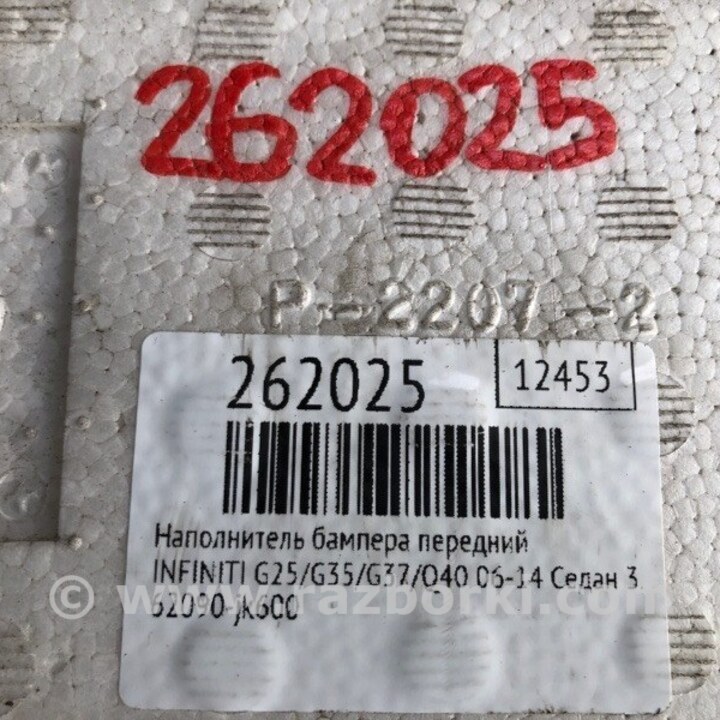 262025
P-2207-2
262025
12453
Наполнитель бампера передний
INFINITI G25/G35/G37/Q40 06-14 Седан 3
62090-jk600
© www.razborki.com